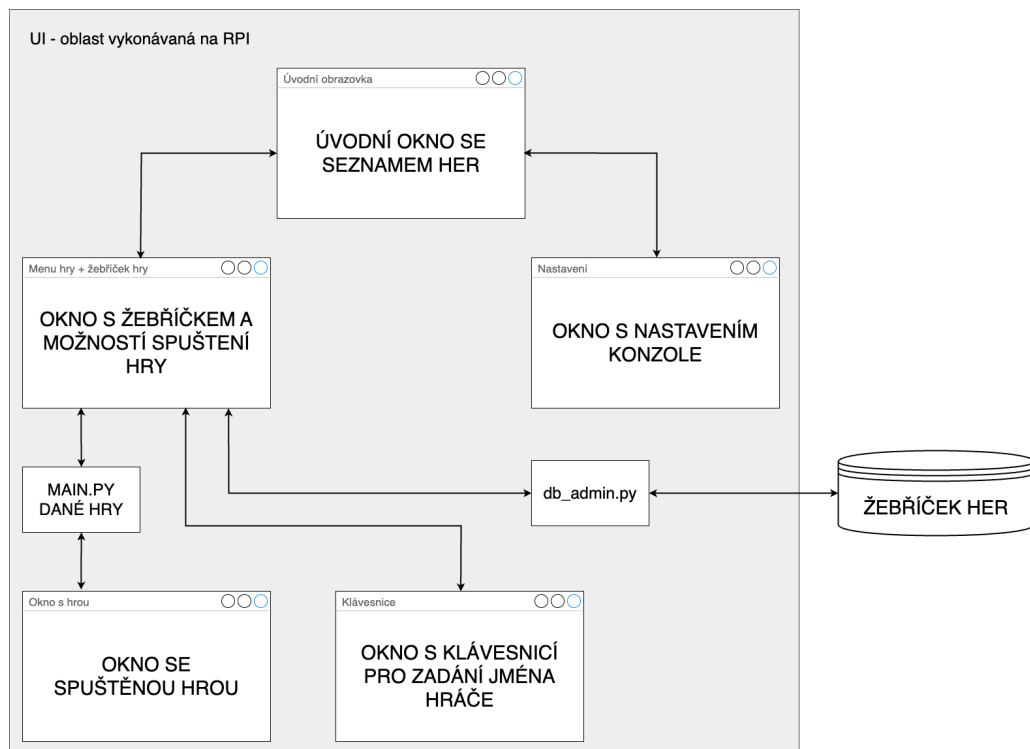 UI - oblast vykonávaná na RPI
Úvodní obrazovka
ÚVODNÍ OKNO SE
SEZNAMEM HER
Menu hry + žebříček hry
OKNO S ŽEBŘÍČKEM A
MOŽNOSTÍ SPUŠTENÍ
HRY
Nastavení
OKNO S NASTAVENÍM
KONZOLE
MAIN.PY
DANÉ HRY
db_admin.py
ŽEBŘÍČEK HER
Okno s hrou
OKNO SE
SPUŠTĚNOU HROU
Klávesnice
OKNO S KLÁVESNICÍ
PRO ZADÁNÍ JMÉNA
HRÁČE